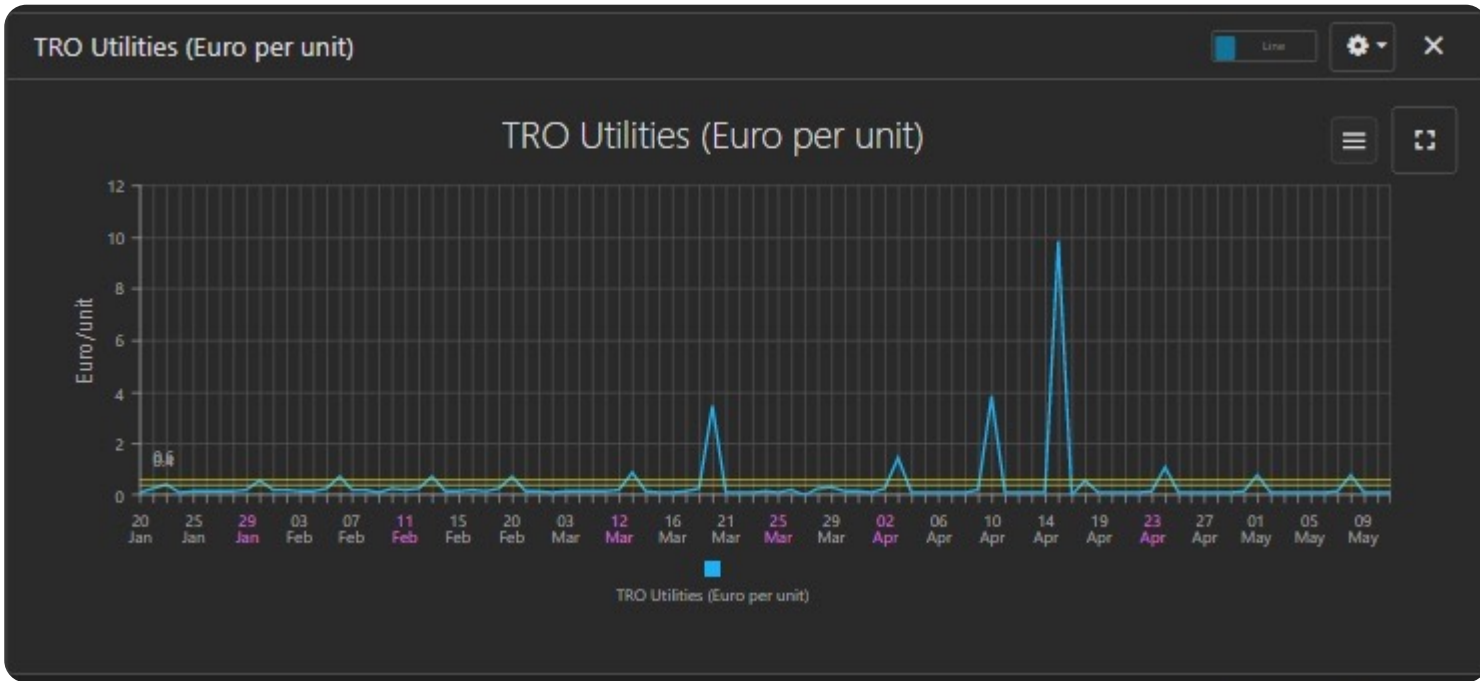 TRO Utilities (Euro per unit)
Line
TRO Utilities (Euro per unit)
12
10
8
6
4
2
0
Euro/unit
0.4
20 25 29 03 07 11 15 20 03 12 16 21 25 29 02 06 10 14 19 23 27 01 05 09
Jan Jan Jan Feb Feb Feb Feb Feb Mar Mar Mar Mar Mar Mar Apr Apr Apr Apr Apr Apr Apr May May May
TRO Utilities (Euro per unit)